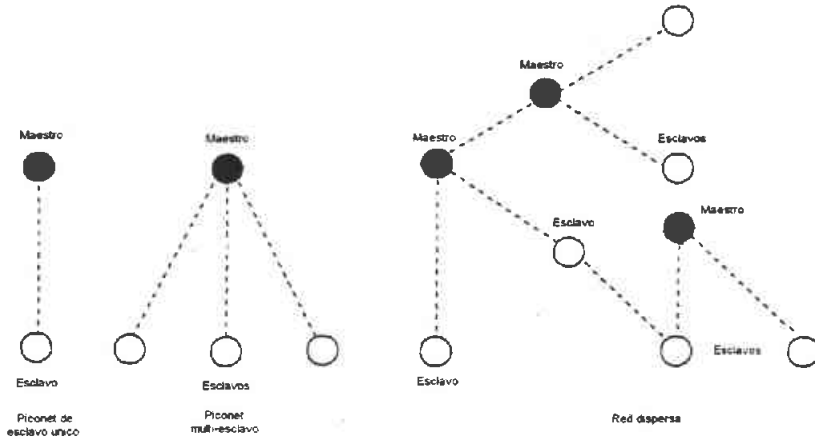 Maestro
Esclavo
Piconet de
esclavo unico
Maestro
Esclavos
Piconet
multi-esclavo
Maestro
Maestro
Esclavos
Esclavo
Maestro
Esclavo
Esclavos
Red dispersa